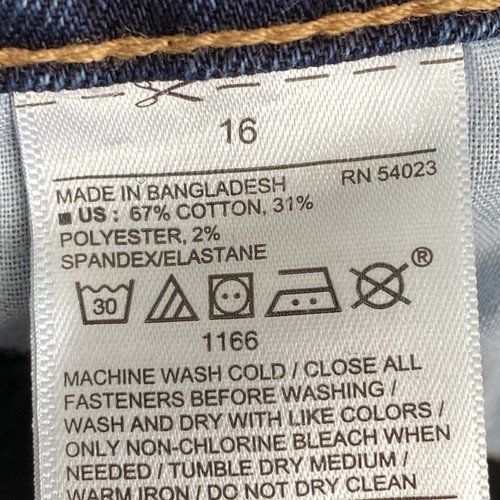 16
MADE IN BANGLADESH RN 54023
US : 67% COTTON, 31%
POLYESTER, 2%
SPANDEX/ELASTANE
30 ®
1166
MACHINE WASH COLD / CLOSE ALL
FASTENERS BEFORE WASHING /
WASH AND DRY WITH LIKE COLORS /
ONLY NON-CHLORINE BLEACH WHEN
NEEDED / TUMBLE DRY MEDIUM /
WARM IRON / DO NOT DRY CLEAN